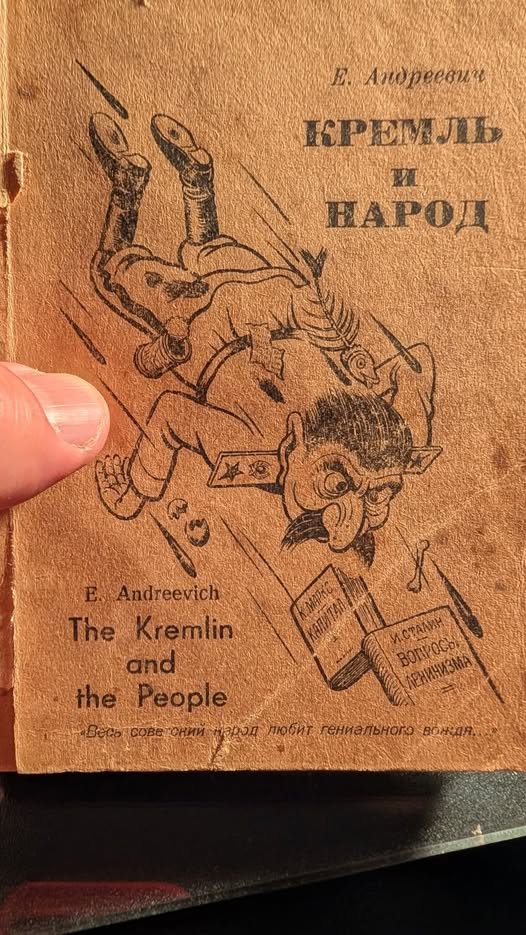 Е. Андреевич
КРЕМЛЬ
и
НАРОД
К. МАРКС
КАПИТАЛ
И. СТАЛИН
ВОПРОСЫ
ЛЕНИНИЗМА
E. Andreevich
The Kremlin
and
the People
«Весь советский народ любит гениального вождя...»